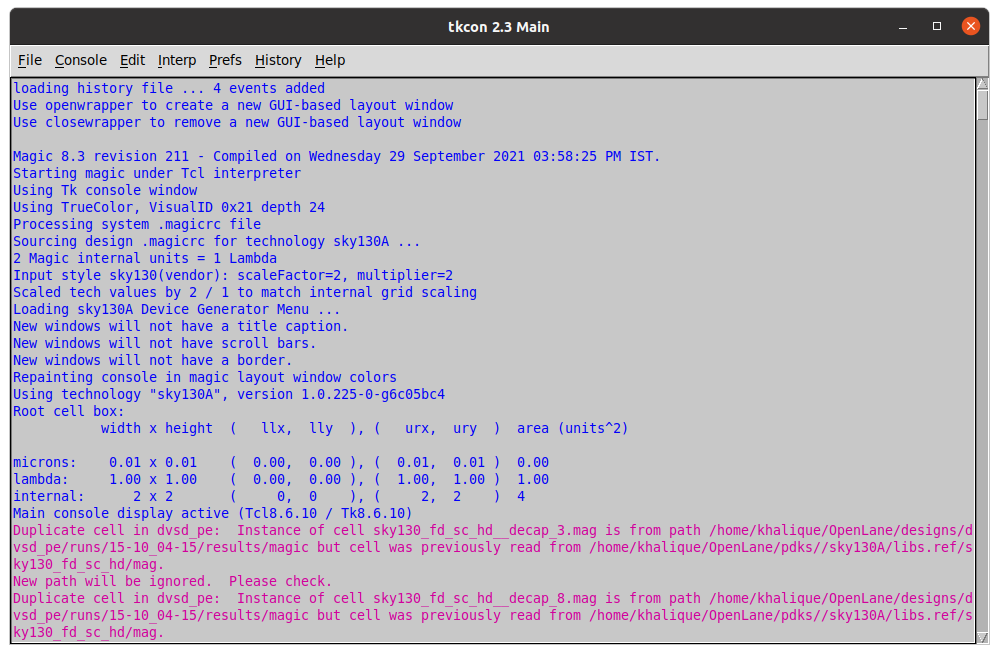 tkcon 2.3 Main
File Console Edit Interp Prefs History Help
loading history file ... 4 events added
Use openwrapper to create a new GUI-based layout window
Use closewrapper to remove a new GUI-based layout window
Magic 8.3 revision 211 - Compiled on Wednesday 29 September 2021 03:58:25 PM IST.
Starting magic under Tcl interpreter
Using Tk console window
Using TrueColor, VisualID 0x21 depth 24
Processing system .magicrc file
Sourcing design .magicrc for technology sky130A ...
2 Magic internal units = 1 Lambda
Input style sky130(vendor): scaleFactor=2, multiplier=2
Scaled tech values by 2 / 1 to match internal grid scaling
Loading sky130A Device Generator Menu ...
New windows will not have a title caption.
New windows will not have scroll bars.
New windows will not have a border.
Repainting console in magic layout window colors
Using technology "sky130A", version 1.0.225-0-g6c05bc4
Root cell box:
           width x height  (   llx,  lly  ), (   urx,  ury  )  area (units^2)
microns:    0.01 x 0.01    (  0.00,  0.00 ), (  0.01,  0.01 )  0.00
lambda:     1.00 x 1.00    (  0.00,  0.00 ), (  1.00,  1.00 )  1.00
internal:      2 x 2       (     0,  0    ), (     2,  2    )  4
Main console display active (Tcl8.6.10 / Tk8.6.10)
Duplicate cell in dvsd_pe:  Instance of cell sky130_fd_sc_hd__decap_3.mag is from path /home/khalique/OpenLane/designs/d
vsd_pe/runs/15-10_04-15/results/magic but cell was previously read from /home/khalique/OpenLane/pdks//sky130A/libs.ref/s
ky130_fd_sc_hd/mag.
New path will be ignored.  Please check.
Duplicate cell in dvsd_pe:  Instance of cell sky130_fd_sc_hd__decap_8.mag is from path /home/khalique/OpenLane/designs/d
vsd_pe/runs/15-10_04-15/results/magic but cell was previously read from /home/khalique/OpenLane/pdks//sky130A/libs.ref/s
ky130_fd_sc_hd/mag.